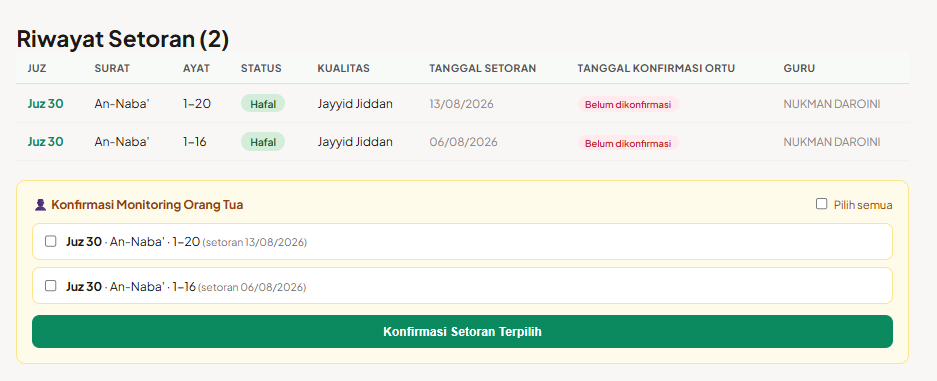 Riwayat Setoran (2)
JUZ SURAT AYAT STATUS KUALITAS TANGGAL SETORAN TANGGAL KONFIRMASI ORTU GURU
Juz 30 An-Naba' 1–20 Hafal Jayyid Jiddan 13/08/2026 Belum dikonfirmasi NUKMAN DAROINI
Juz 30 An-Naba' 1–16 Hafal Jayyid Jiddan 06/08/2026 Belum dikonfirmasi NUKMAN DAROINI
Konfirmasi Monitoring Orang Tua Pilih semua
Juz 30 · An-Naba' · 1–20 (setoran 13/08/2026)
Juz 30 · An-Naba' · 1–16 (setoran 06/08/2026)
Konfirmasi Setoran Terpilih